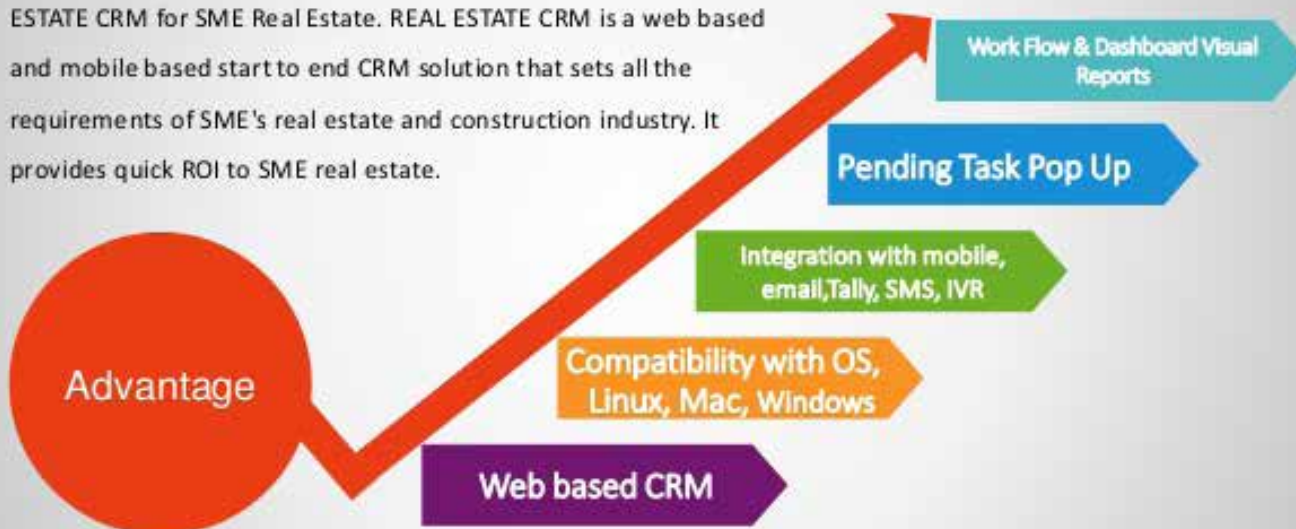 ESTATE CRM for SME Real Estate. REAL ESTATE CRM is a web based
and mobile based start to end CRM solution that sets all the
requirements of SME's real estate and construction industry. It
provides quick ROI to SME real estate.
Work Flow & Dashboard Visual
Reports
Pending Task Pop Up
Integration with mobile,
email,Tally, SMS, IVR
Compatibility with OS,
Linux, Mac, Windows
Advantage
Web based CRM